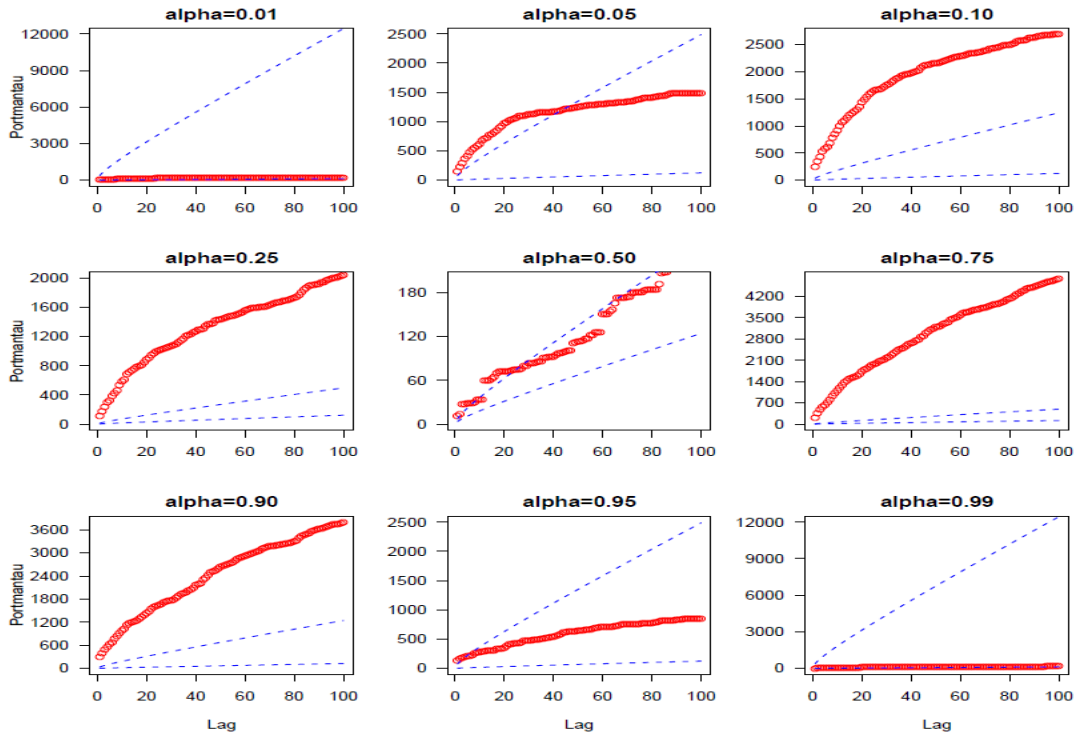 alpha=0.01 alpha=0.05 alpha=0.10
12000
9000
6000
3000
0
Portmantau
0 20 40 60 80 100
2500
2000
1500
1000
500
0
0 20 40 60 80 100
2500
2000
1500
1000
500
0
0 20 40 60 80 100
alpha=0.25 alpha=0.50 alpha=0.75
2000
1600
1200
800
400
0
Portmantau
0 20 40 60 80 100
180
120
60
0
0 20 40 60 80 100
4200
3500
2800
2100
1400
700
0
0 20 40 60 80 100
alpha=0.90 alpha=0.95 alpha=0.99
3600
3000
2400
1800
1200
600
0
Portmantau
0 20 40 60 80 100
Lag
2500
2000
1500
1000
500
0
0 20 40 60 80 100
Lag
12000
9000
6000
3000
0
0 20 40 60 80 100
Lag